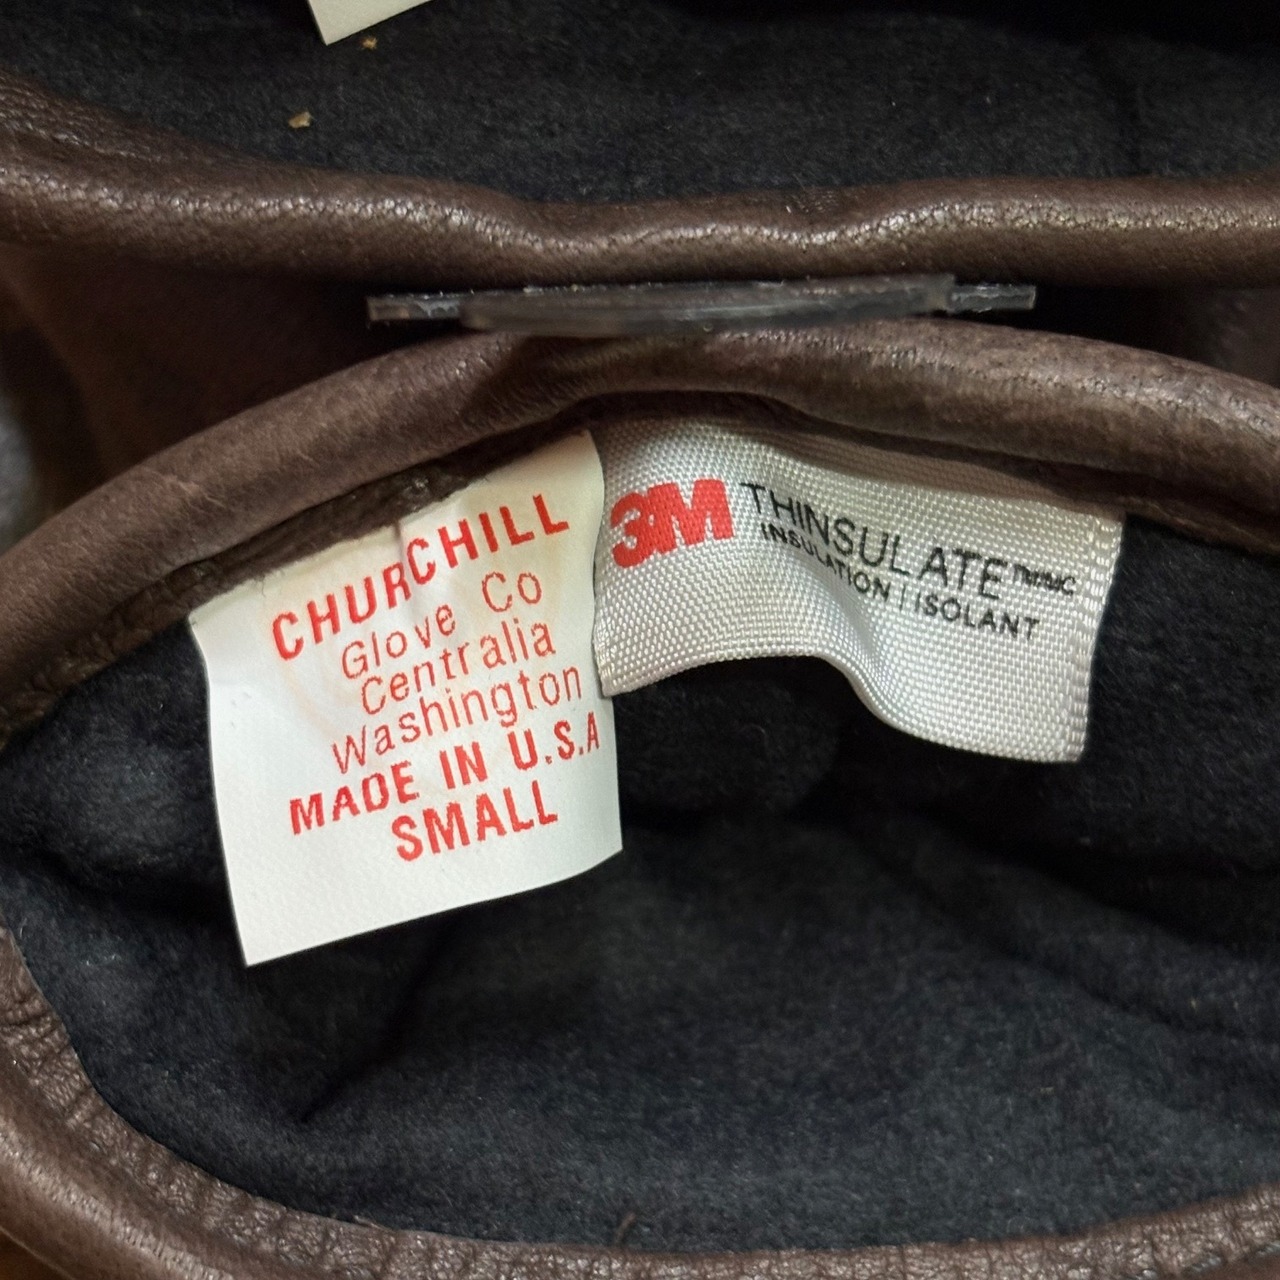 CHURCHILL
Glove Co
Centralia
Washington
MADE IN U.S.A
SMALL
3M THINSULATE
INSULATION | ISOLANT